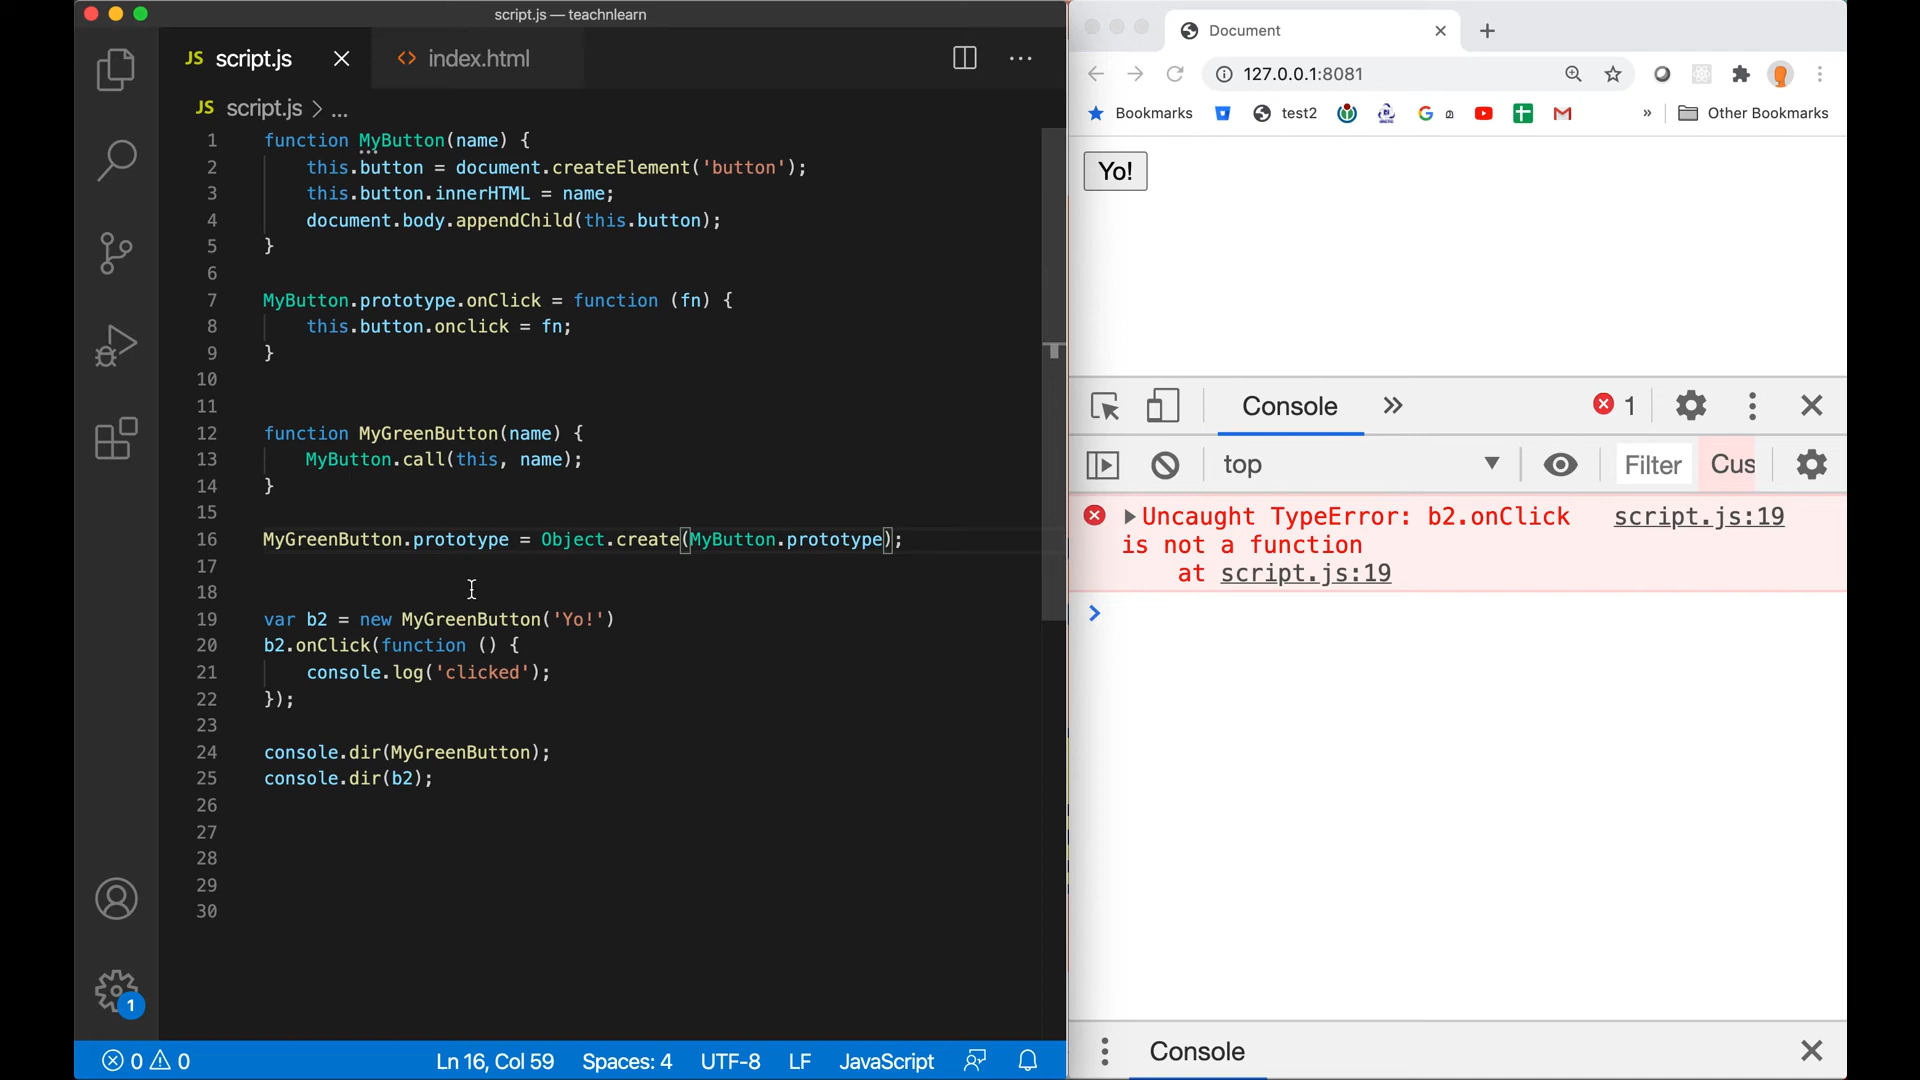 script.js — teachnlearn
JS script.js
<> index.html
JS script.js > ...
1 function MyButton(name) {
2 this.button = document.createElement('button');
3 this.button.innerHTML = name;
4 document.body.appendChild(this.button);
5 }
6
7 MyButton.prototype.onClick = function (fn) {
8 this.button.onclick = fn;
9 }
10
11
12 function MyGreenButton(name) {
13 MyButton.call(this, name);
14 }
15
16 MyGreenButton.prototype = Object.create(MyButton.prototype);
17
18
19 var b2 = new MyGreenButton('Yo!')
20 b2.onClick(function () {
21 console.log('clicked');
22 });
23
24 console.dir(MyGreenButton);
25 console.dir(b2);
26
27
28
29
30
1
0 0 Ln 16, Col 59 Spaces: 4 UTF-8 LF JavaScript
Document
127.0.0.1:8081
Bookmarks test2 » Other Bookmarks
Yo!
Console » 1
top Filter Cus
Uncaught TypeError: b2.onClick script.js:19
is not a function
at script.js:19
>
Console